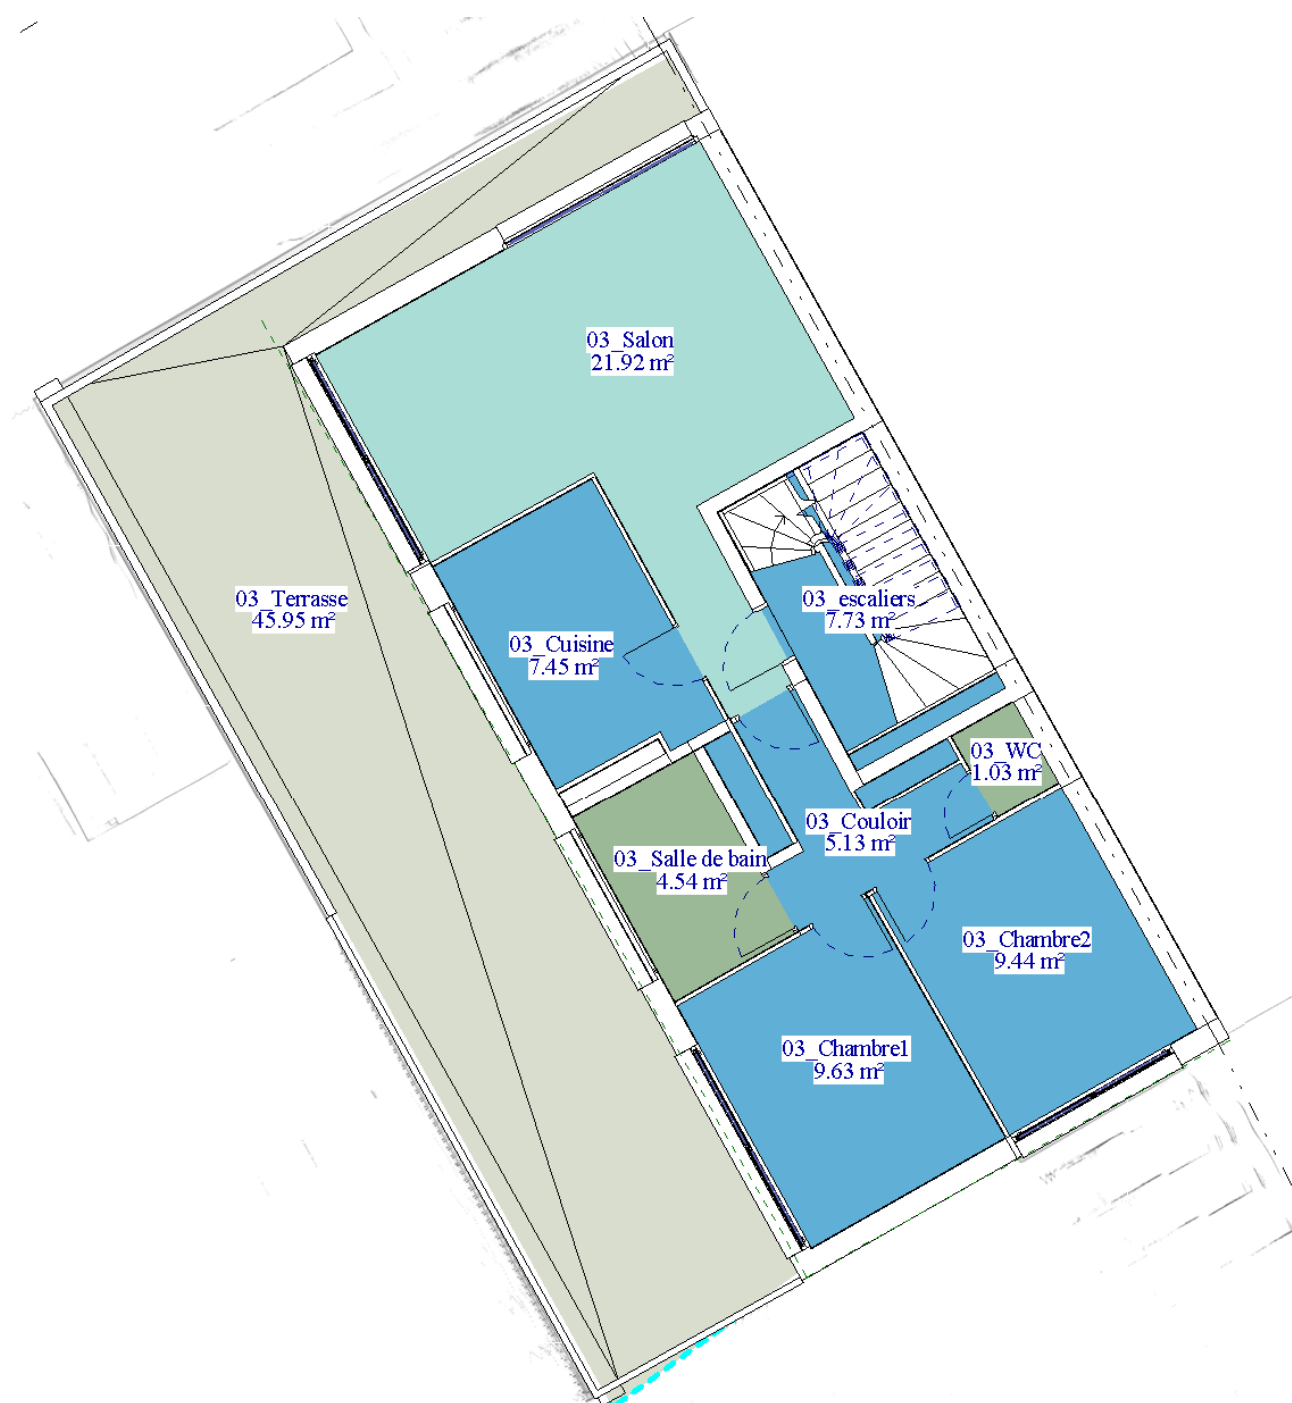 03_Salon
21.92 m²
03_Terrasse
45.95 m²
03_escaliers
7.73 m²
03_Cuisine
7.45 m²
03_WC
1.03 m²
03_Couloir
5.13 m²
03_Salle de bain
4.54 m²
03_Chambre2
9.44 m²
03_Chambre1
9.63 m²